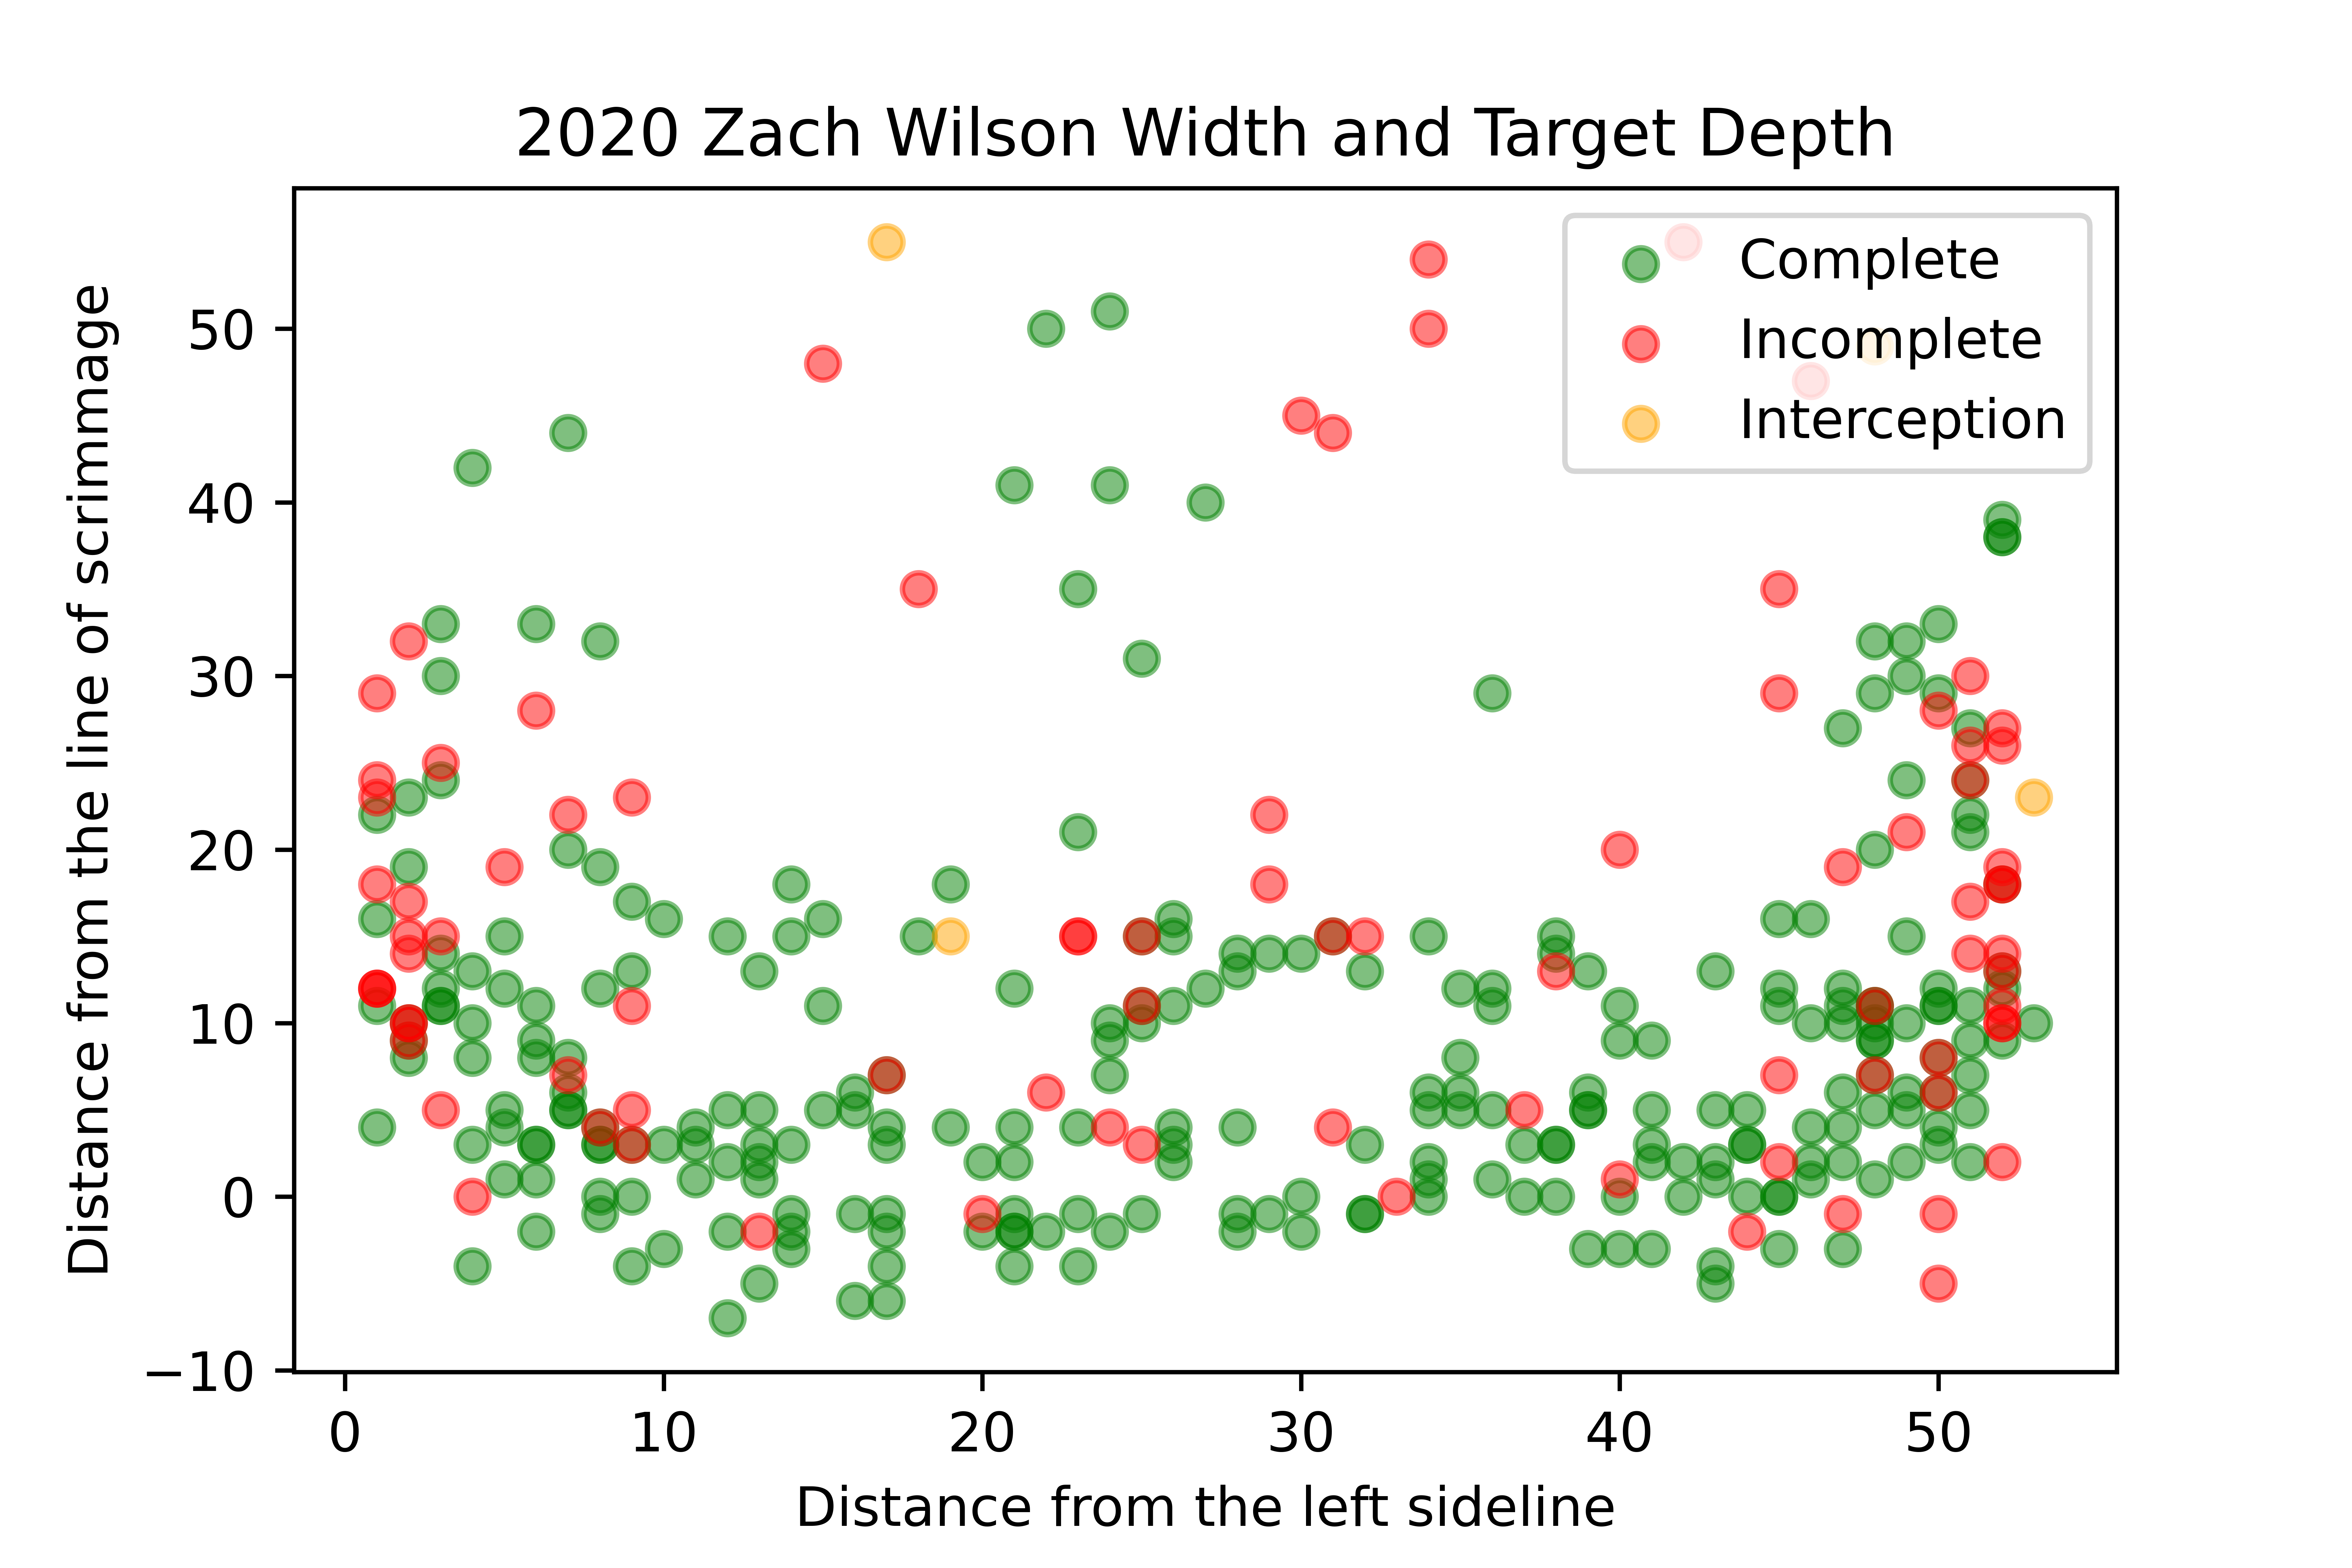 2020 Zach Wilson Width and Target Depth
Complete
Incomplete
Interception
Distance from the line of scrimmage
50
40
30
20
10
0
−10
0 10 20 30 40 50
Distance from the left sideline